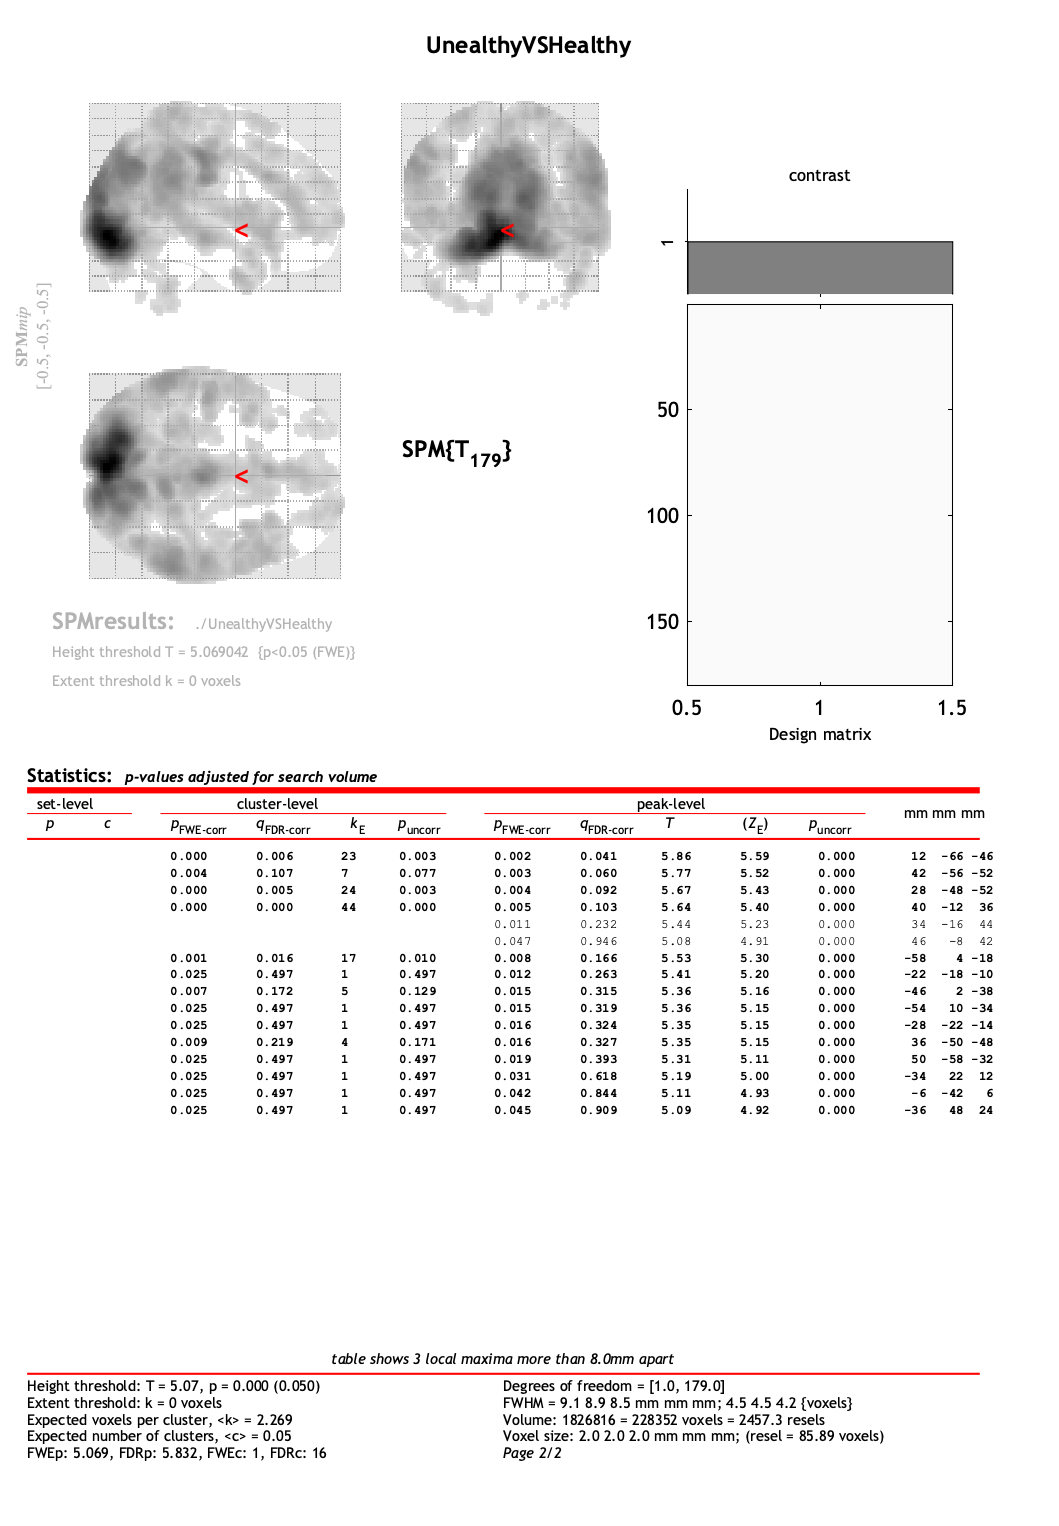 UnealthyVSHealthy
contrast
1
SPMmip
[-0.5, -0.5, -0.5]
<
<
<
SPM{T179}
50
100
150
0.5 1 1.5
Design matrix
SPMresults: ./UnealthyVSHealthy
Height threshold T = 5.069042 {p<0.05 (FWE)}
Extent threshold k = 0 voxels
Statistics: p-values adjusted for search volume
set-level cluster-level peak-level mm mm mm
p c pFWE-corr qFDR-corr kE puncorr pFWE-corr qFDR-corr T (ZE) puncorr
0.000 0.006 23 0.003 0.002 0.041 5.86 5.59 0.000 12 -66 -46
0.004 0.107 7 0.077 0.003 0.060 5.77 5.52 0.000 42 -56 -52
0.000 0.005 24 0.003 0.004 0.092 5.67 5.43 0.000 28 -48 -52
0.000 0.000 44 0.000 0.005 0.103 5.64 5.40 0.000 40 -12 36
0.011 0.232 5.44 5.23 0.000 34 -16 44
0.047 0.946 5.08 4.91 0.000 46 -8 42
0.001 0.016 17 0.010 0.008 0.166 5.53 5.30 0.000 -58 4 -18
0.025 0.497 1 0.497 0.012 0.263 5.41 5.20 0.000 -22 -18 -10
0.007 0.172 5 0.129 0.015 0.315 5.36 5.16 0.000 -46 2 -38
0.025 0.497 1 0.497 0.015 0.319 5.36 5.15 0.000 -54 10 -34
0.025 0.497 1 0.497 0.016 0.324 5.35 5.15 0.000 -28 -22 -14
0.009 0.219 4 0.171 0.016 0.327 5.35 5.15 0.000 36 -50 -48
0.025 0.497 1 0.497 0.019 0.393 5.31 5.11 0.000 50 -58 -32
0.025 0.497 1 0.497 0.031 0.618 5.19 5.00 0.000 -34 22 12
0.025 0.497 1 0.497 0.042 0.844 5.11 4.93 0.000 -6 -42 6
0.025 0.497 1 0.497 0.045 0.909 5.09 4.92 0.000 -36 48 24
table shows 3 local maxima more than 8.0mm apart
Height threshold: T = 5.07, p = 0.000 (0.050)
Extent threshold: k = 0 voxels
Expected voxels per cluster, <k> = 2.269
Expected number of clusters, <c> = 0.05
FWEp: 5.069, FDRp: 5.832, FWEc: 1, FDRc: 16
Degrees of freedom = [1.0, 179.0]
FWHM = 9.1 8.9 8.5 mm mm mm; 4.5 4.5 4.2 {voxels}
Volume: 1826816 = 228352 voxels = 2457.3 resels
Voxel size: 2.0 2.0 2.0 mm mm mm; (resel = 85.89 voxels)
Page 2/2